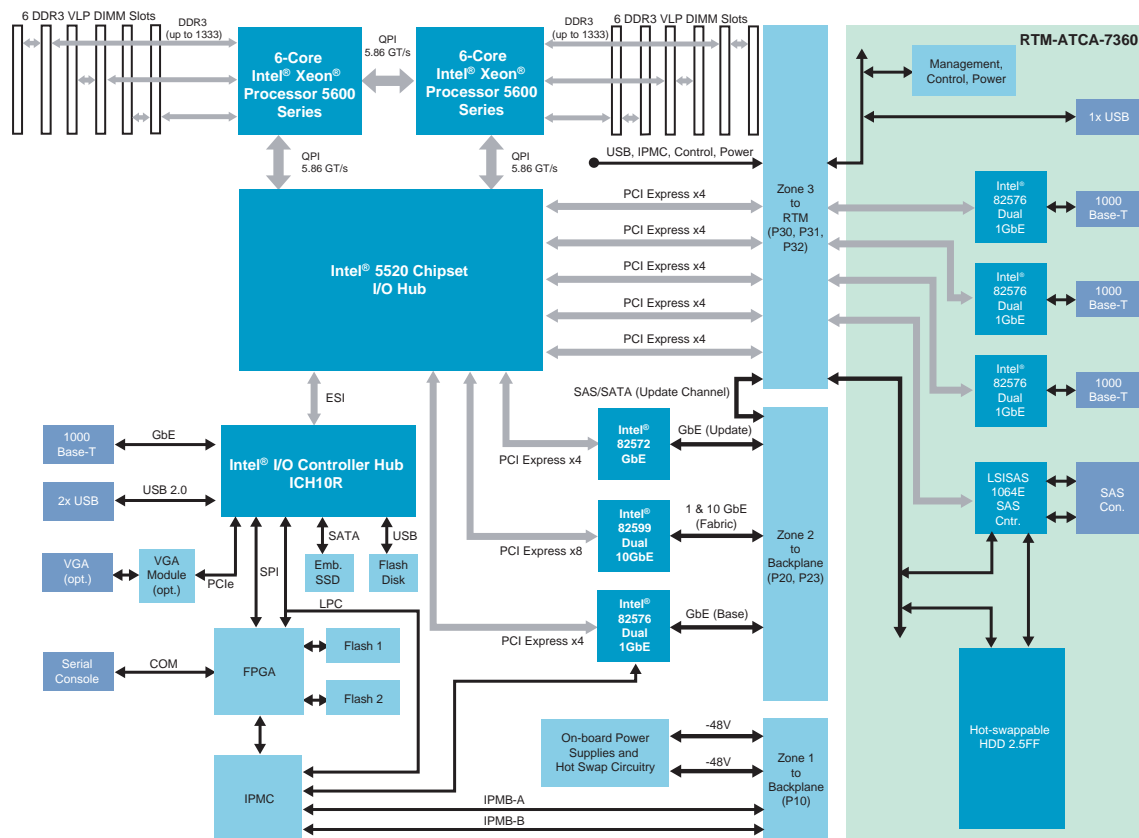 6 DDR3 VLP DIMM Slots
DDR3
(up to 1333)
6-Core
Intel® Xeon®
Processor 5600
Series
QPI
5.86 GT/s
6-Core
Intel® Xeon®
Processor 5600
Series
DDR3
(up to 1333)
6 DDR3 VLP DIMM Slots
QPI
5.86 GT/s
QPI
5.86 GT/s
USB, IPMC, Control, Power
Intel® 5520 Chipset
I/O Hub
PCI Express x4
PCI Express x4
PCI Express x4
PCI Express x4
PCI Express x4
Zone 3
to
RTM
(P30, P31,
P32)
RTM-ATCA-7360
Management,
Control, Power
1x USB
Intel®
82576
Dual
1GbE
1000
Base-T
Intel®
82576
Dual
1GbE
1000
Base-T
Intel®
82576
Dual
1GbE
1000
Base-T
LSISAS
1064E
SAS
Cntr.
SAS
Con.
Hot-swappable
HDD 2.5FF
ESI
SAS/SATA (Update Channel)
1000
Base-T
GbE
Intel® I/O Controller Hub
ICH10R
2x USB
USB 2.0
PCI Express x4
Intel®
82572
GbE
GbE (Update)
PCI Express x8
Intel®
82599
Dual
10GbE
1 & 10 GbE
(Fabric)
PCI Express x4
Intel®
82576
Dual
1GbE
GbE (Base)
Zone 2
to
Backplane
(P20, P23)
VGA
(opt.)
VGA
Module
(opt.)
PCIe
SPI
SATA
USB
Emb.
SSD
Flash
Disk
LPC
Serial
Console
COM
FPGA
Flash 1
Flash 2
IPMC
On-board Power
Supplies and
Hot Swap Circuitry
-48V
-48V
Zone 1
to
Backplane
(P10)
IPMB-A
IPMB-B